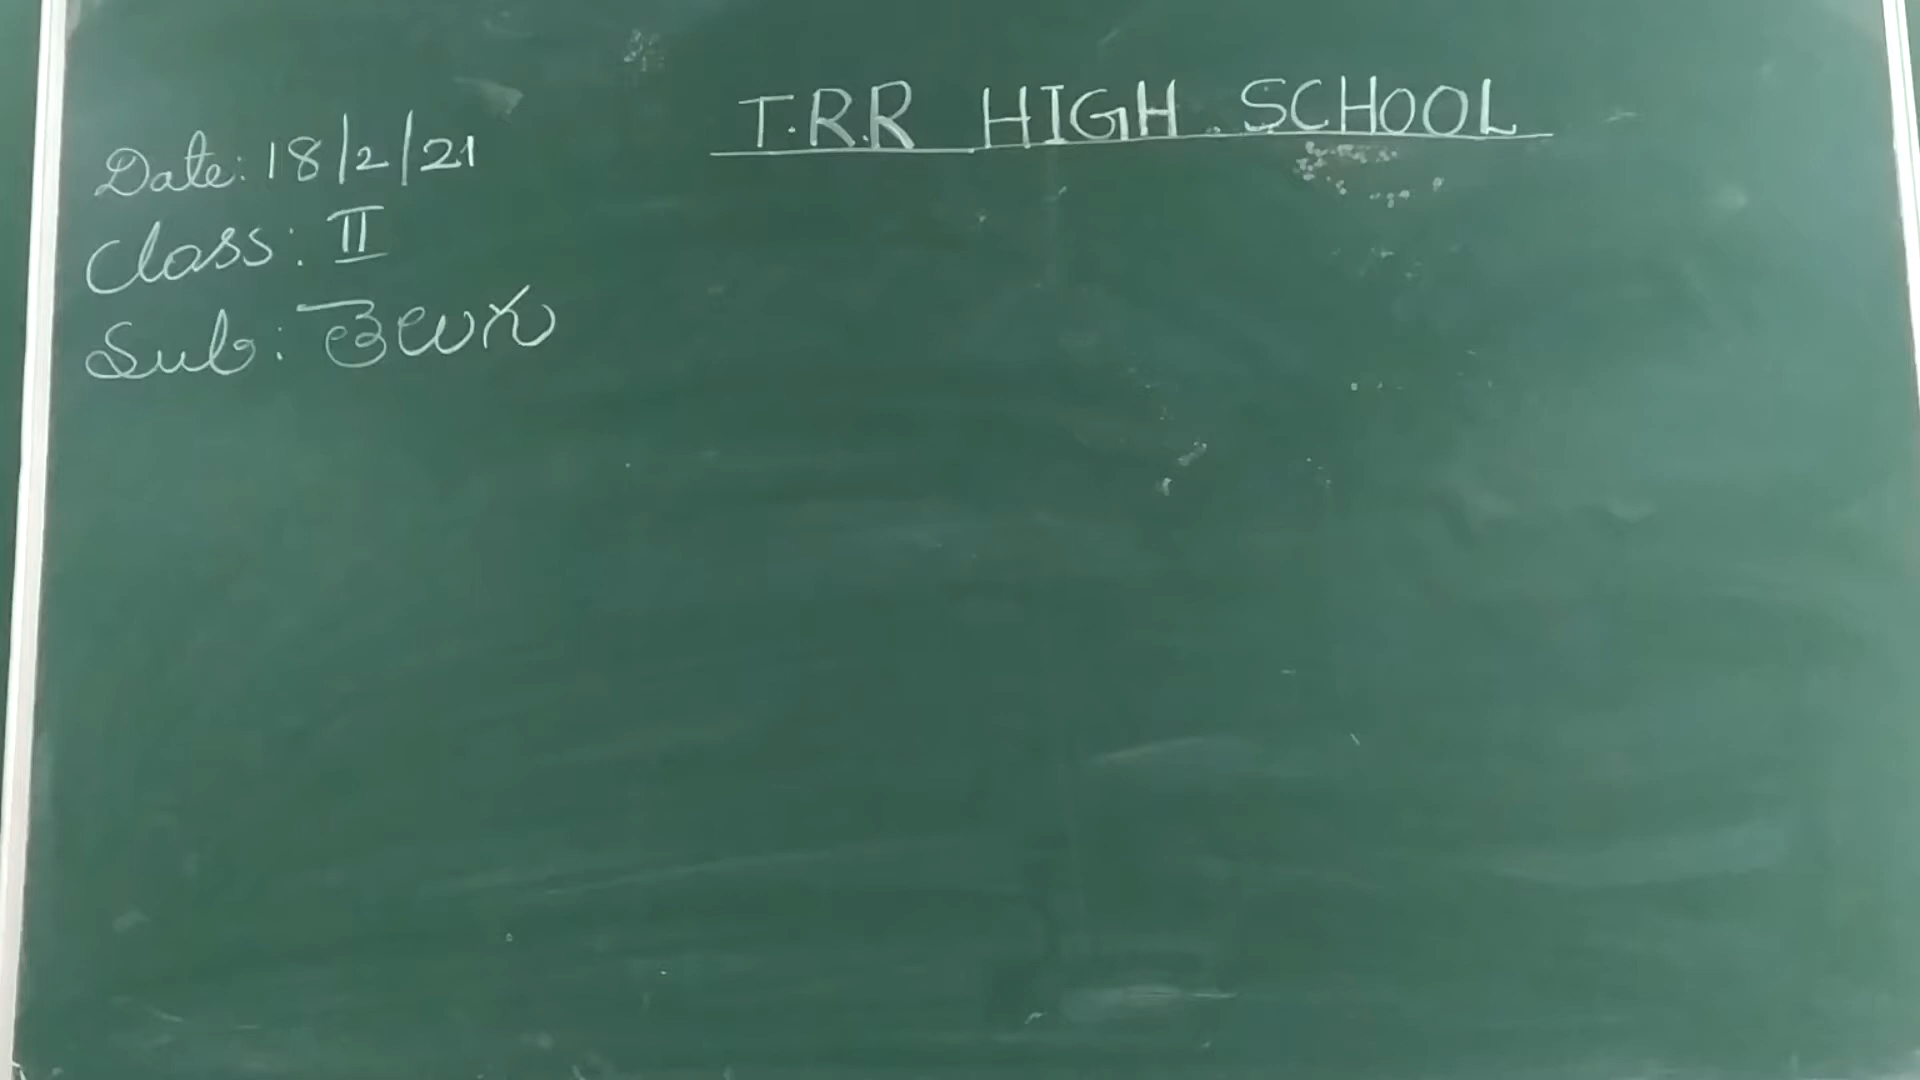 T.R.R HIGH SCHOOL
Date: 18/2/21
Class: II
Sub: తెలుగు